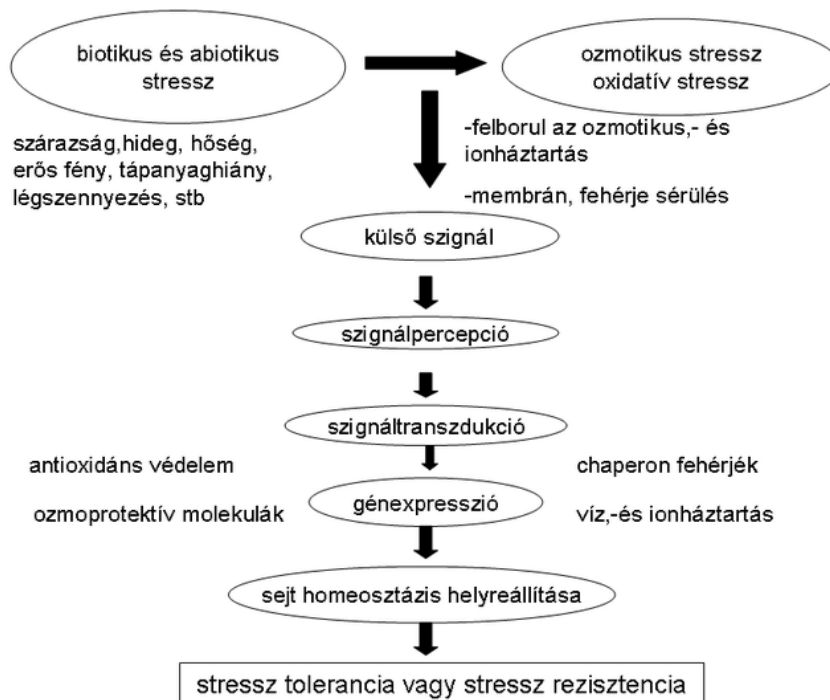 biotikus és abiotikus
stressz
ozmotikus stressz
oxidatív stressz
szárazság,hideg, hőség,
erős fény, tápanyaghiány,
légszennyezés, stb
-felborul az ozmotikus,- és
ionháztartás
-membrán, fehérje sérülés
külső szignál
szignálpercepció
szignáltranszdukció
antioxidáns védelem
chaperon fehérjék
génexpresszió
ozmoprotektív molekulák
víz,-és ionháztartás
sejt homeosztázis helyreállítása
stressz tolerancia vagy stressz rezisztencia